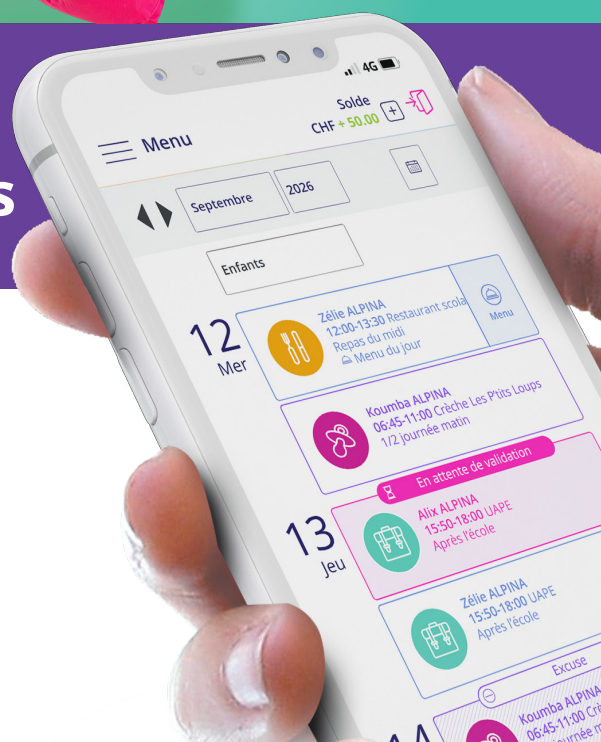 s
4G
Solde
CHF + 50.00
Menu
Septembre
2026
Enfants
12
Mer
Zélie ALPINA
12:00-13:30 Restaurant scola
Repas du midi
Menu du jour
Menu
Koumba ALPINA
06:45-11:00 Crèche Les P'tits Loups
1/2 journée matin
En attente de validation
13
Jeu
Alix ALPINA
15:50-18:00 UAPE
Après l'école
Zélie ALPINA
15:50-18:00 UAPE
Après l'école
Excuse
14
Koumba ALPINA
06:45-11:00 Crè
journée m